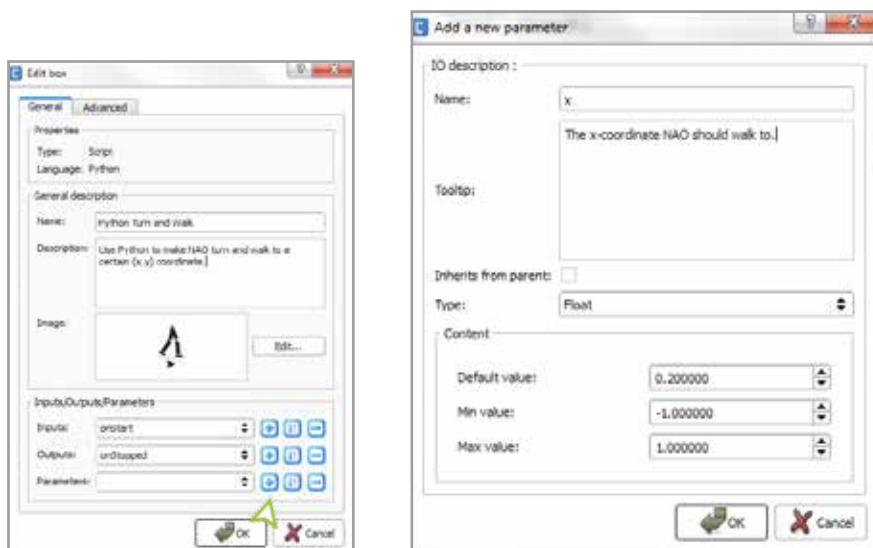 Edit box
General
Advanced
Properties
Type: Script
Language: Python
General description
Name: Python Turn and Walk
Description: Use Python to make NAO turn and walk to a
certain (x,y) coordinate.
Image:
Edit...
Inputs/Outputs/Parameters
Inputs: onStart
Outputs: onStopped
Parameters:
OK
Cancel
Add a new parameter
IO description :
Name: x
The x-coordinate NAO should walk to.
Tooltip:
Inherits from parent:
Type: Float
Content
Default value: 0.200000
Min value: -1.000000
Max value: 1.000000
OK
Cancel